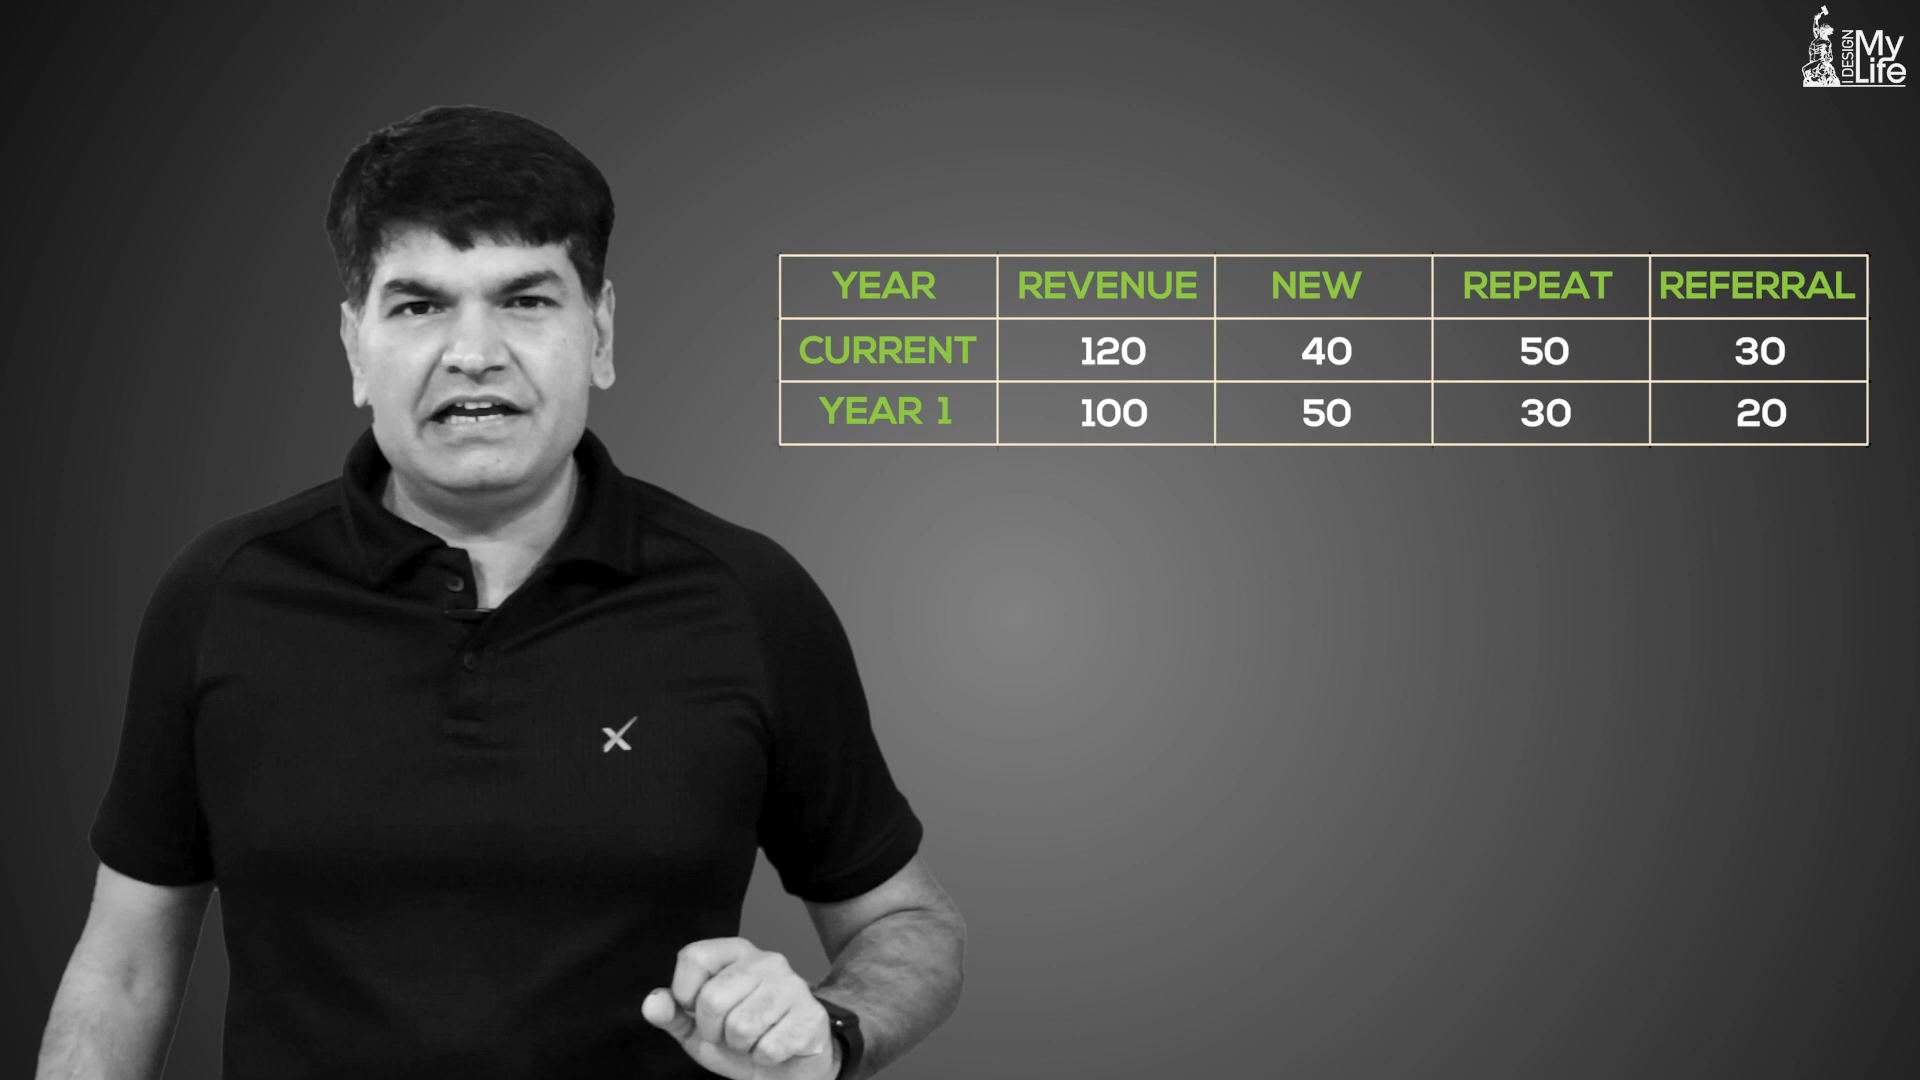 I DESIGN
My
Life
YEAR REVENUE NEW REPEAT REFERRAL
CURRENT 120 40 50 30
YEAR 1 100 50 30 20